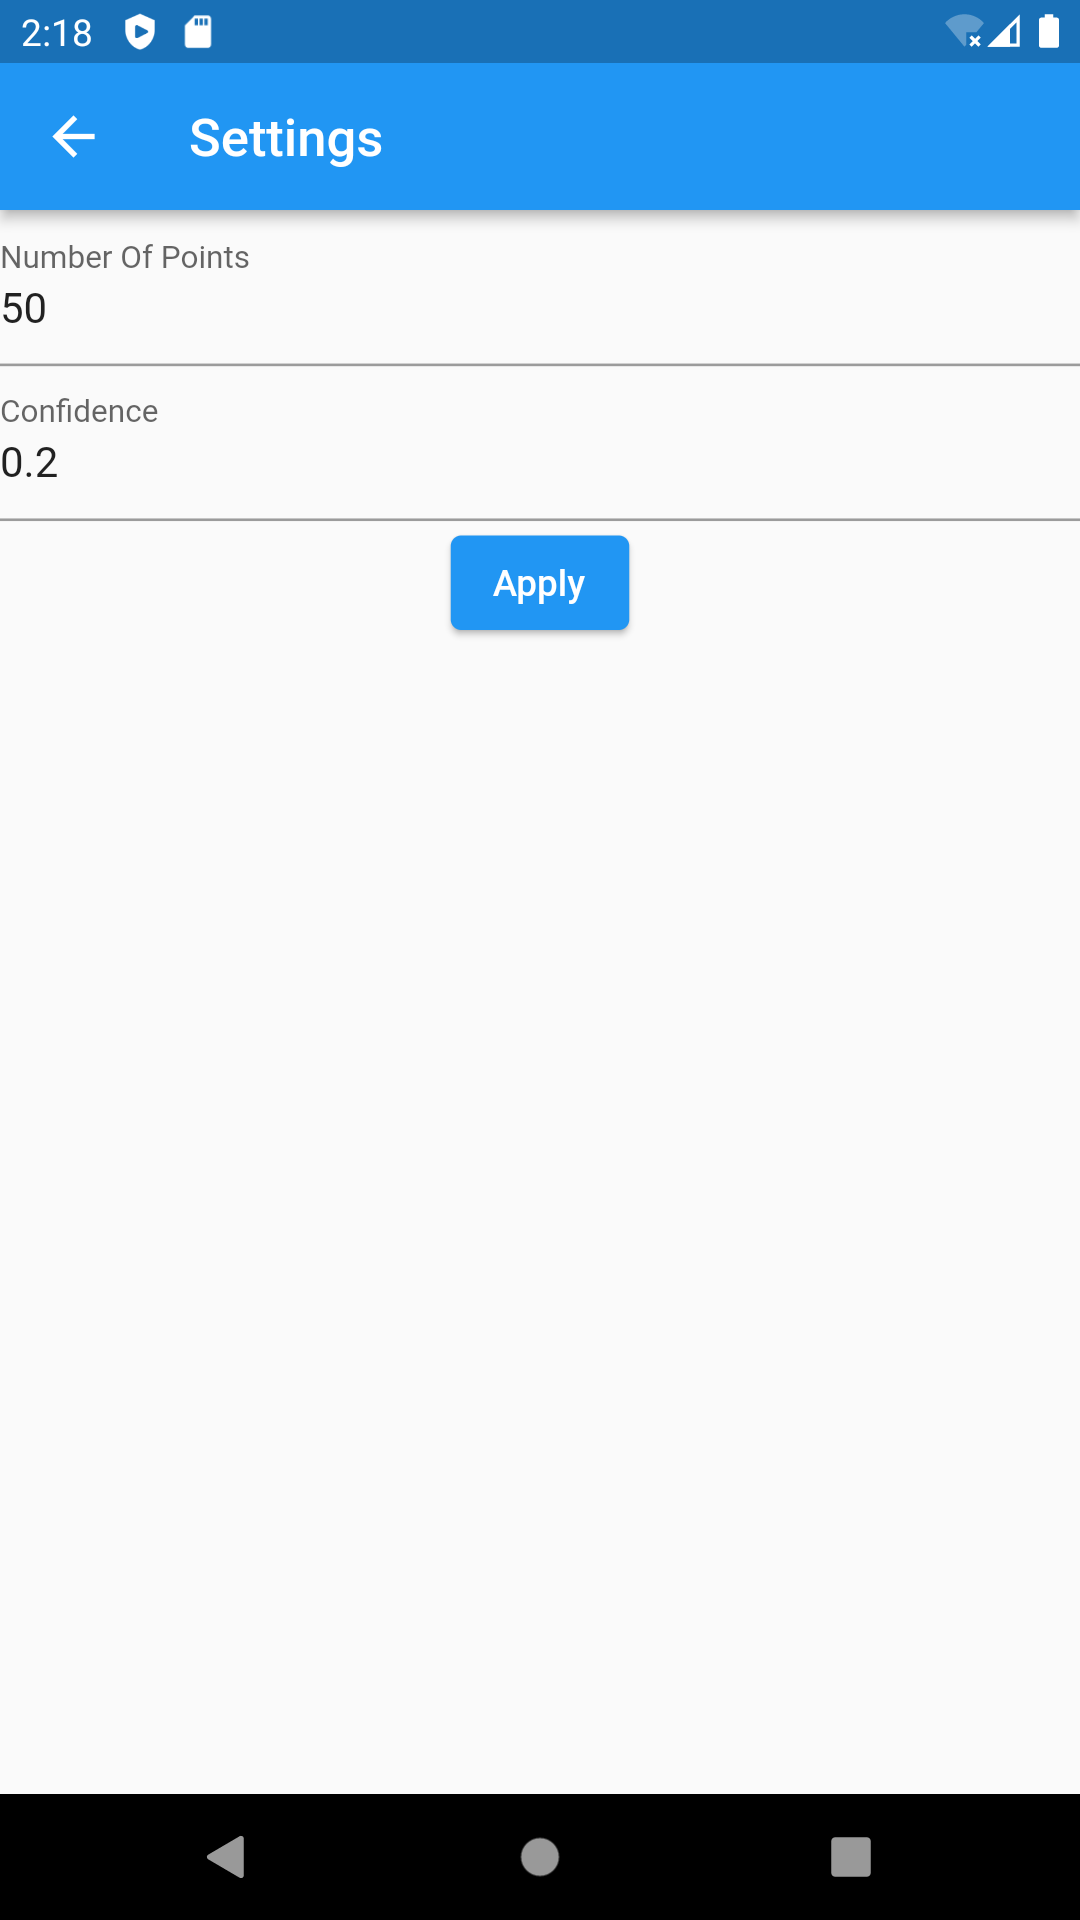 2:18
Settings
Number Of Points
50
Confidence
0.2
Apply